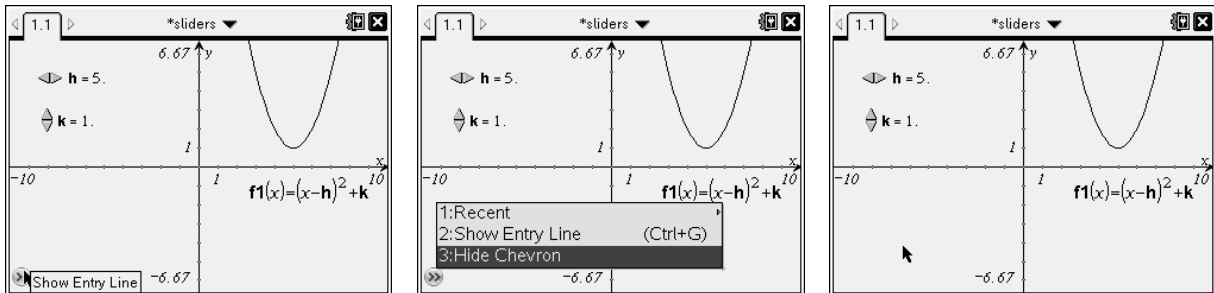 1.1 *sliders
6.67 y
h = 5.
k = 1.
1
x
-10 1 10
f1(x)=(x-h)²+k
Show Entry Line -6.67
1.1 *sliders
6.67 y
h = 5.
k = 1.
1
x
-10 1 10
f1(x)=(x-h)²+k
1:Recent
2:Show Entry Line (Ctrl+G)
3:Hide Chevron
-6.67
1.1 *sliders
6.67 y
h = 5.
k = 1.
1
x
-10 1 10
f1(x)=(x-h)²+k
-6.67